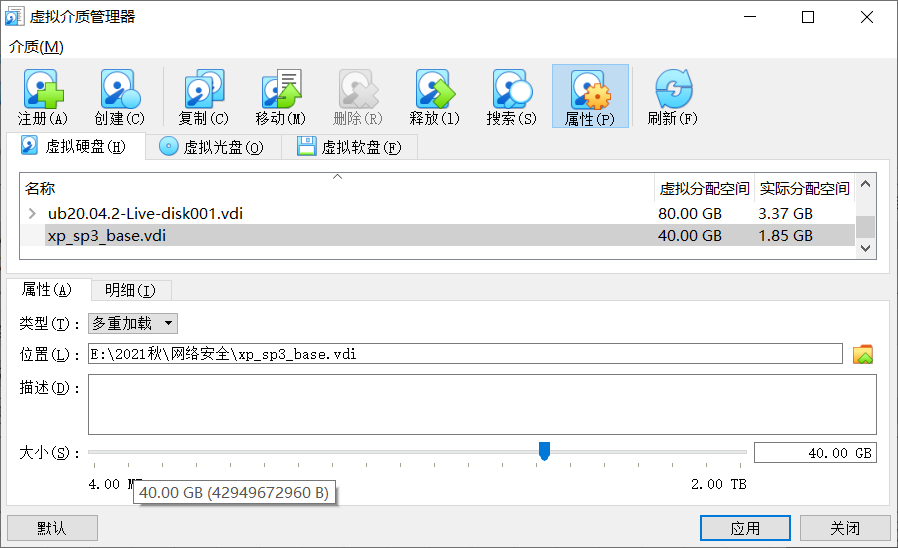 虚拟介质管理器
介质(M)
注册(A) 创建(C) 复制(C) 移动(M) 删除(R) 释放(l) 搜索(S) 属性(P) 刷新(F)
虚拟硬盘(H) 虚拟光盘(O) 虚拟软盘(F)
名称 虚拟分配空间 实际分配空间
ub20.04.2-Live-disk001.vdi 80.00 GB 3.37 GB
xp_sp3_base.vdi 40.00 GB 1.85 GB
属性(A) 明细(I)
类型(T)： 多重加载
位置(L)： E:\2021秋\网络安全\xp_sp3_base.vdi
描述(D)：
大小(S)： 40.00 GB
4.00 2.00 TB
40.00 GB (42949672960 B)
默认 应用 关闭